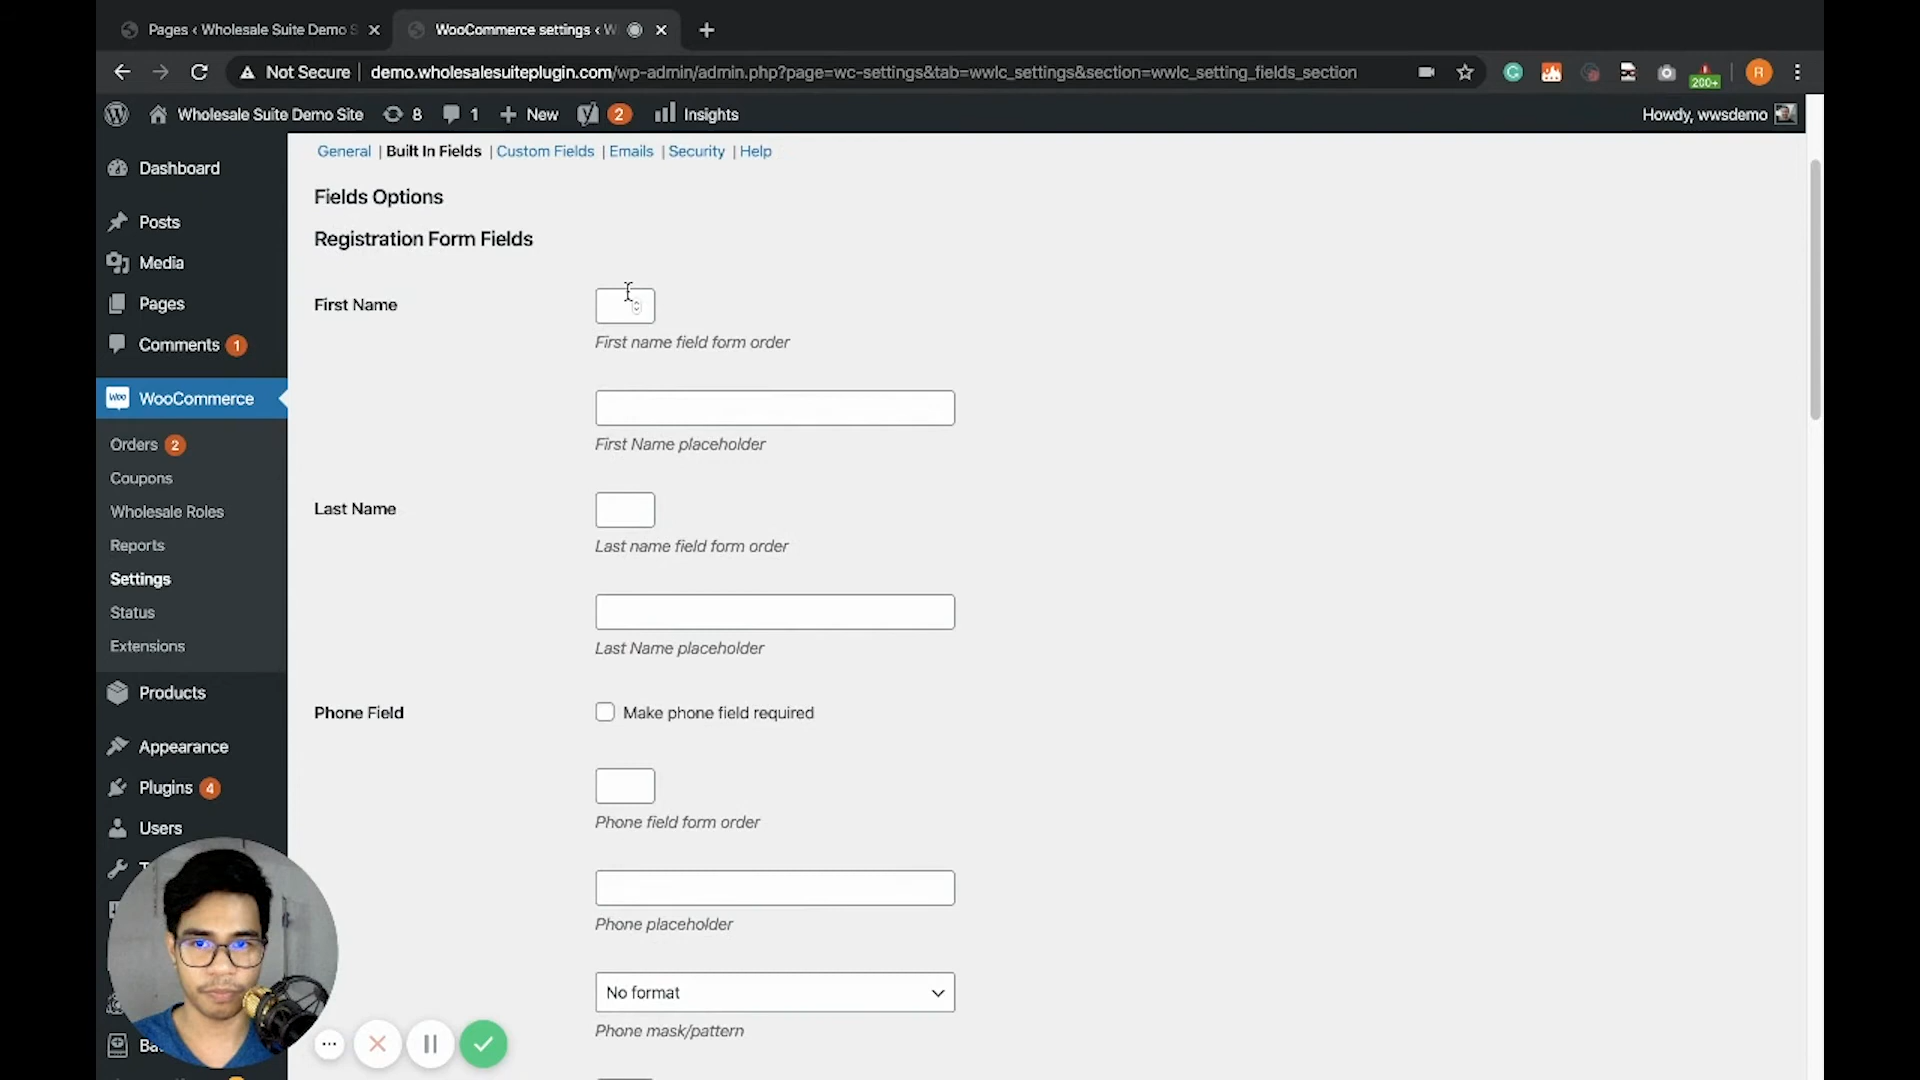 Pages ‹ Wholesale Suite Demo S
WooCommerce settings ‹ W
Not Secure
demo.wholesalesuiteplugin.com/wp-admin/admin.php?page=wc-settings&tab=wwlc_settings&section=wwlc_setting_fields_section
200+
R
Wholesale Suite Demo Site
8
1
New
2
Insights
Howdy, wwsdemo
General | Built In Fields | Custom Fields | Emails | Security | Help
Dashboard
Posts
Media
Pages
Comments 1
Woo WooCommerce
Orders 2
Coupons
Wholesale Roles
Reports
Settings
Status
Extensions
Products
Appearance
Plugins 4
Users
Fields Options
Registration Form Fields
First Name
First name field form order
First Name placeholder
Last Name
Last name field form order
Last Name placeholder
Phone Field
Make phone field required
Phone field form order
Phone placeholder
No format
Phone mask/pattern